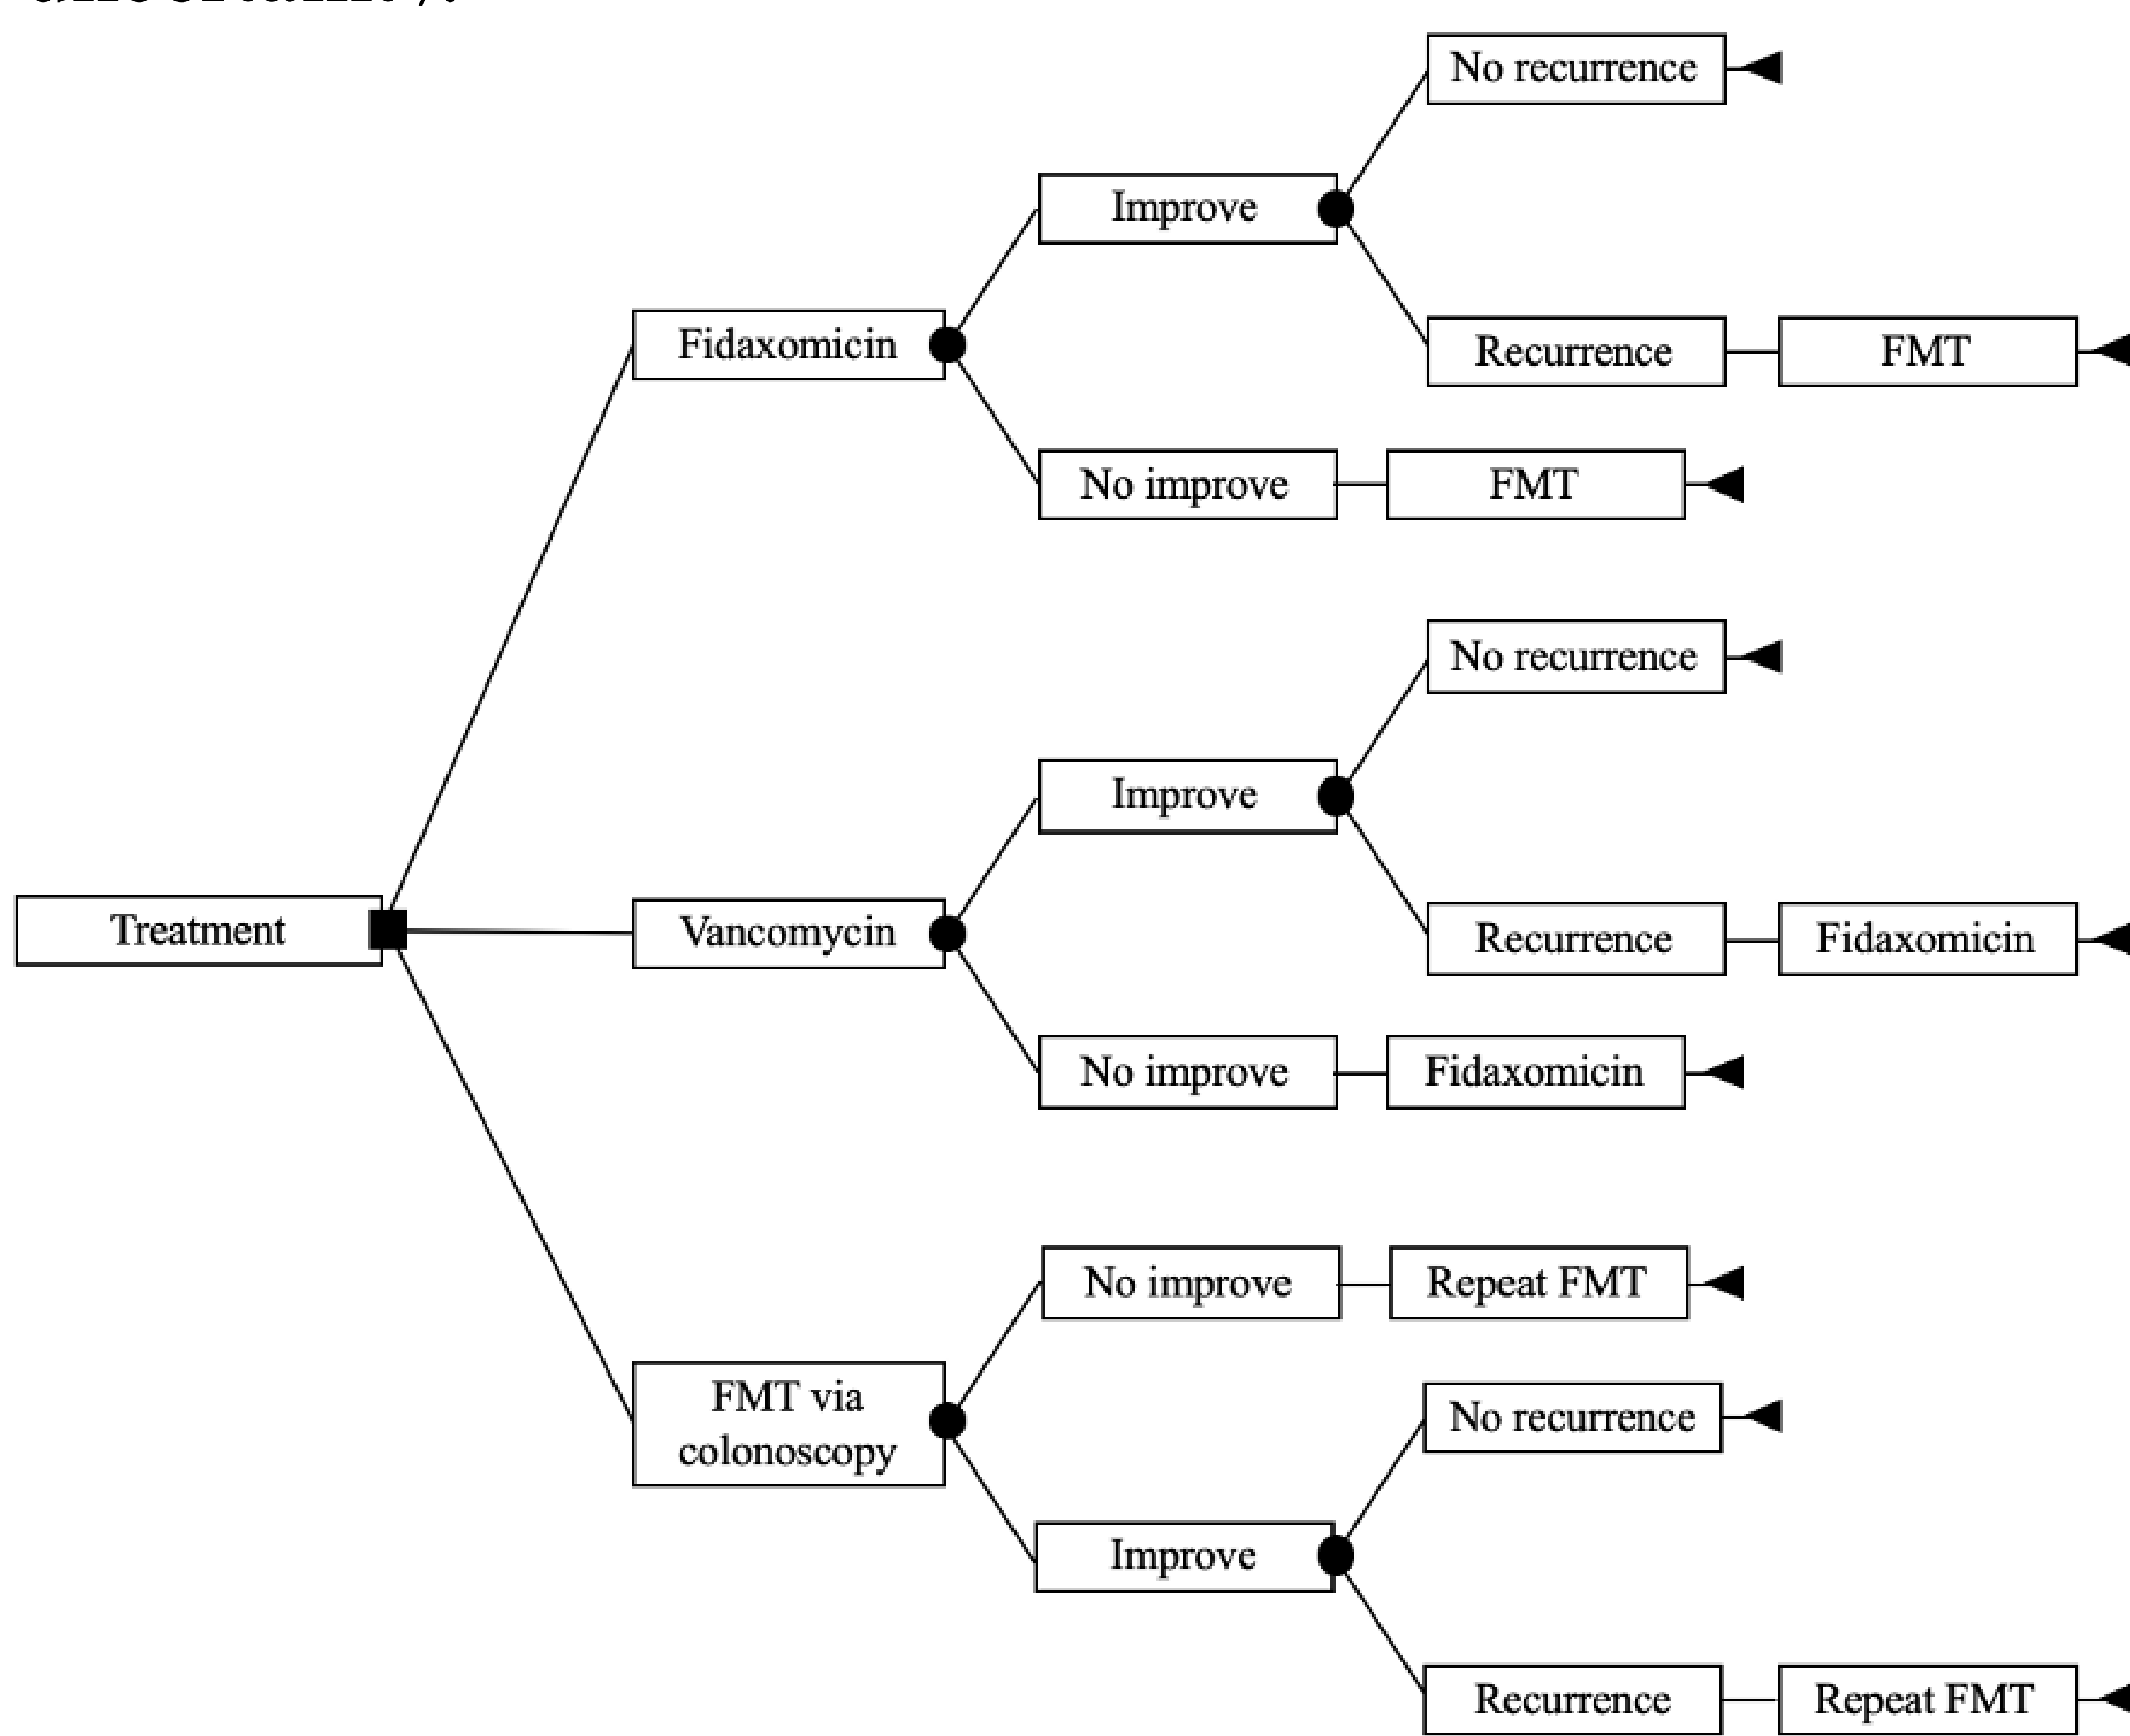 No recurrence
Improve
Fidaxomicin
Recurrence
FMT
No improve
FMT
No recurrence
Improve
Treatment
Vancomycin
Recurrence
Fidaxomicin
No improve
Fidaxomicin
No improve
Repeat FMT
FMT via
colonoscopy
No recurrence
Improve
Recurrence
Repeat FMT